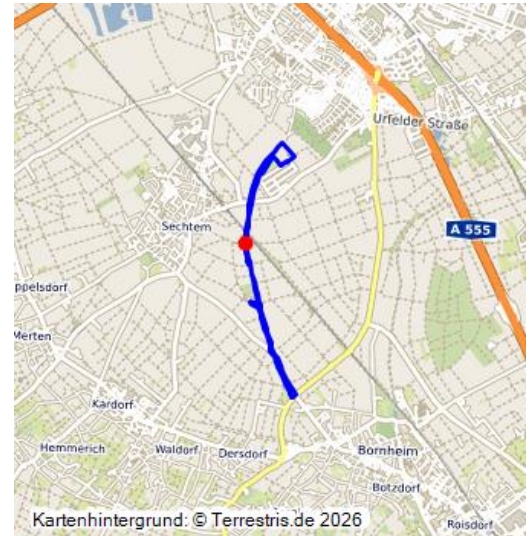 Urfelder Straße
Sechtem
A 555
ppelsdorf
Merten
Kardorf
Hemmerich
Waldorf
Dersdorf
Bornheim
Botzdorf
Roisdorf
Kartenhintergrund: © Terrestris.de 2026